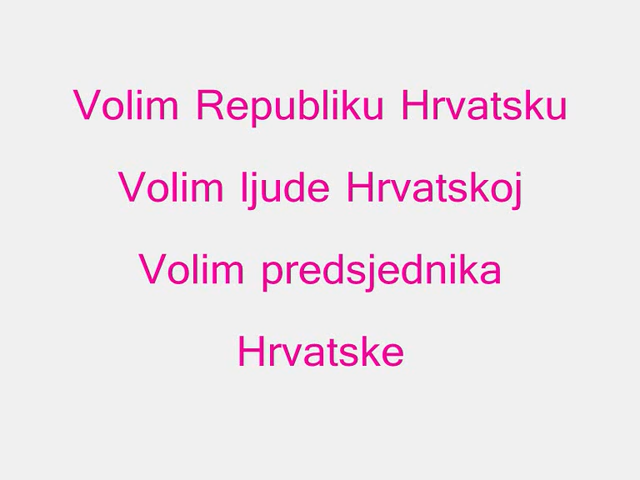 Volim Republiku Hrvatsku
Volim ljude Hrvatskoj
Volim predsjednika
Hrvatske